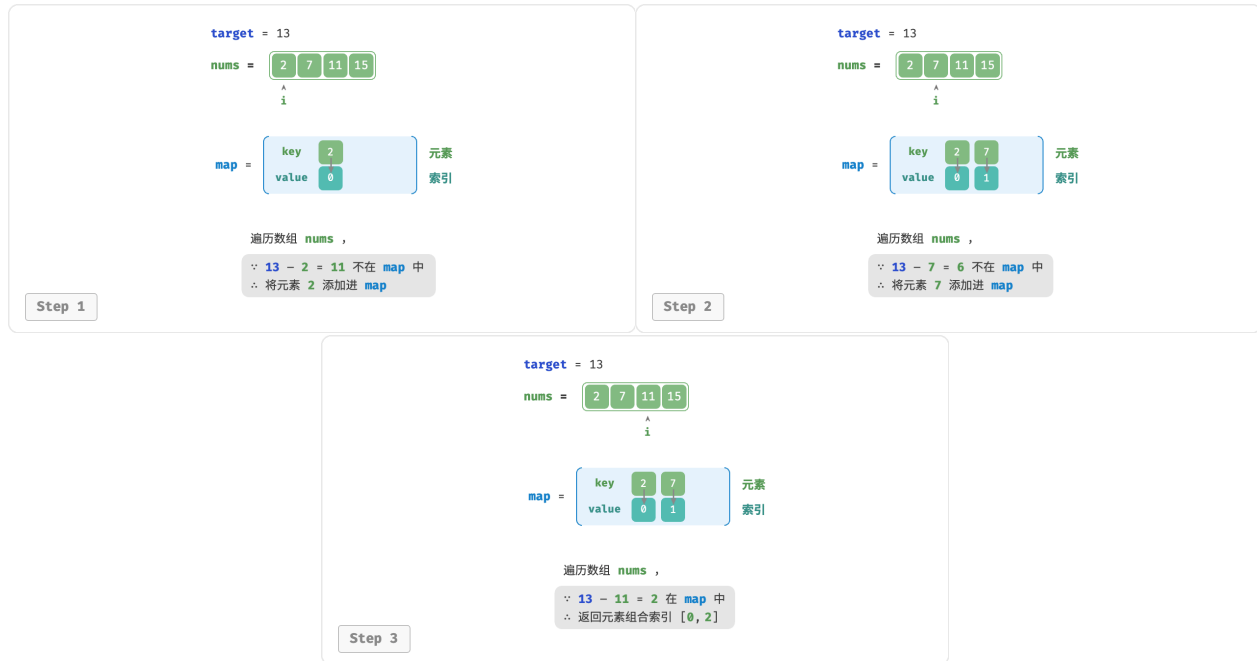 target = 13
nums = 2 7 11 15
i
key 2 元素
map =
value 0 索引
遍历数组 nums ，
∵ 13 − 2 = 11 不在 map 中
∴ 将元素 2 添加进 map
Step 1
target = 13
nums = 2 7 11 15
i
key 2 7 元素
map =
value 0 1 索引
遍历数组 nums ，
∵ 13 − 7 = 6 不在 map 中
∴ 将元素 7 添加进 map
Step 2
target = 13
nums = 2 7 11 15
i
key 2 7 元素
map =
value 0 1 索引
遍历数组 nums ，
∵ 13 − 11 = 2 在 map 中
∴ 返回元素组合索引 [0, 2]
Step 3